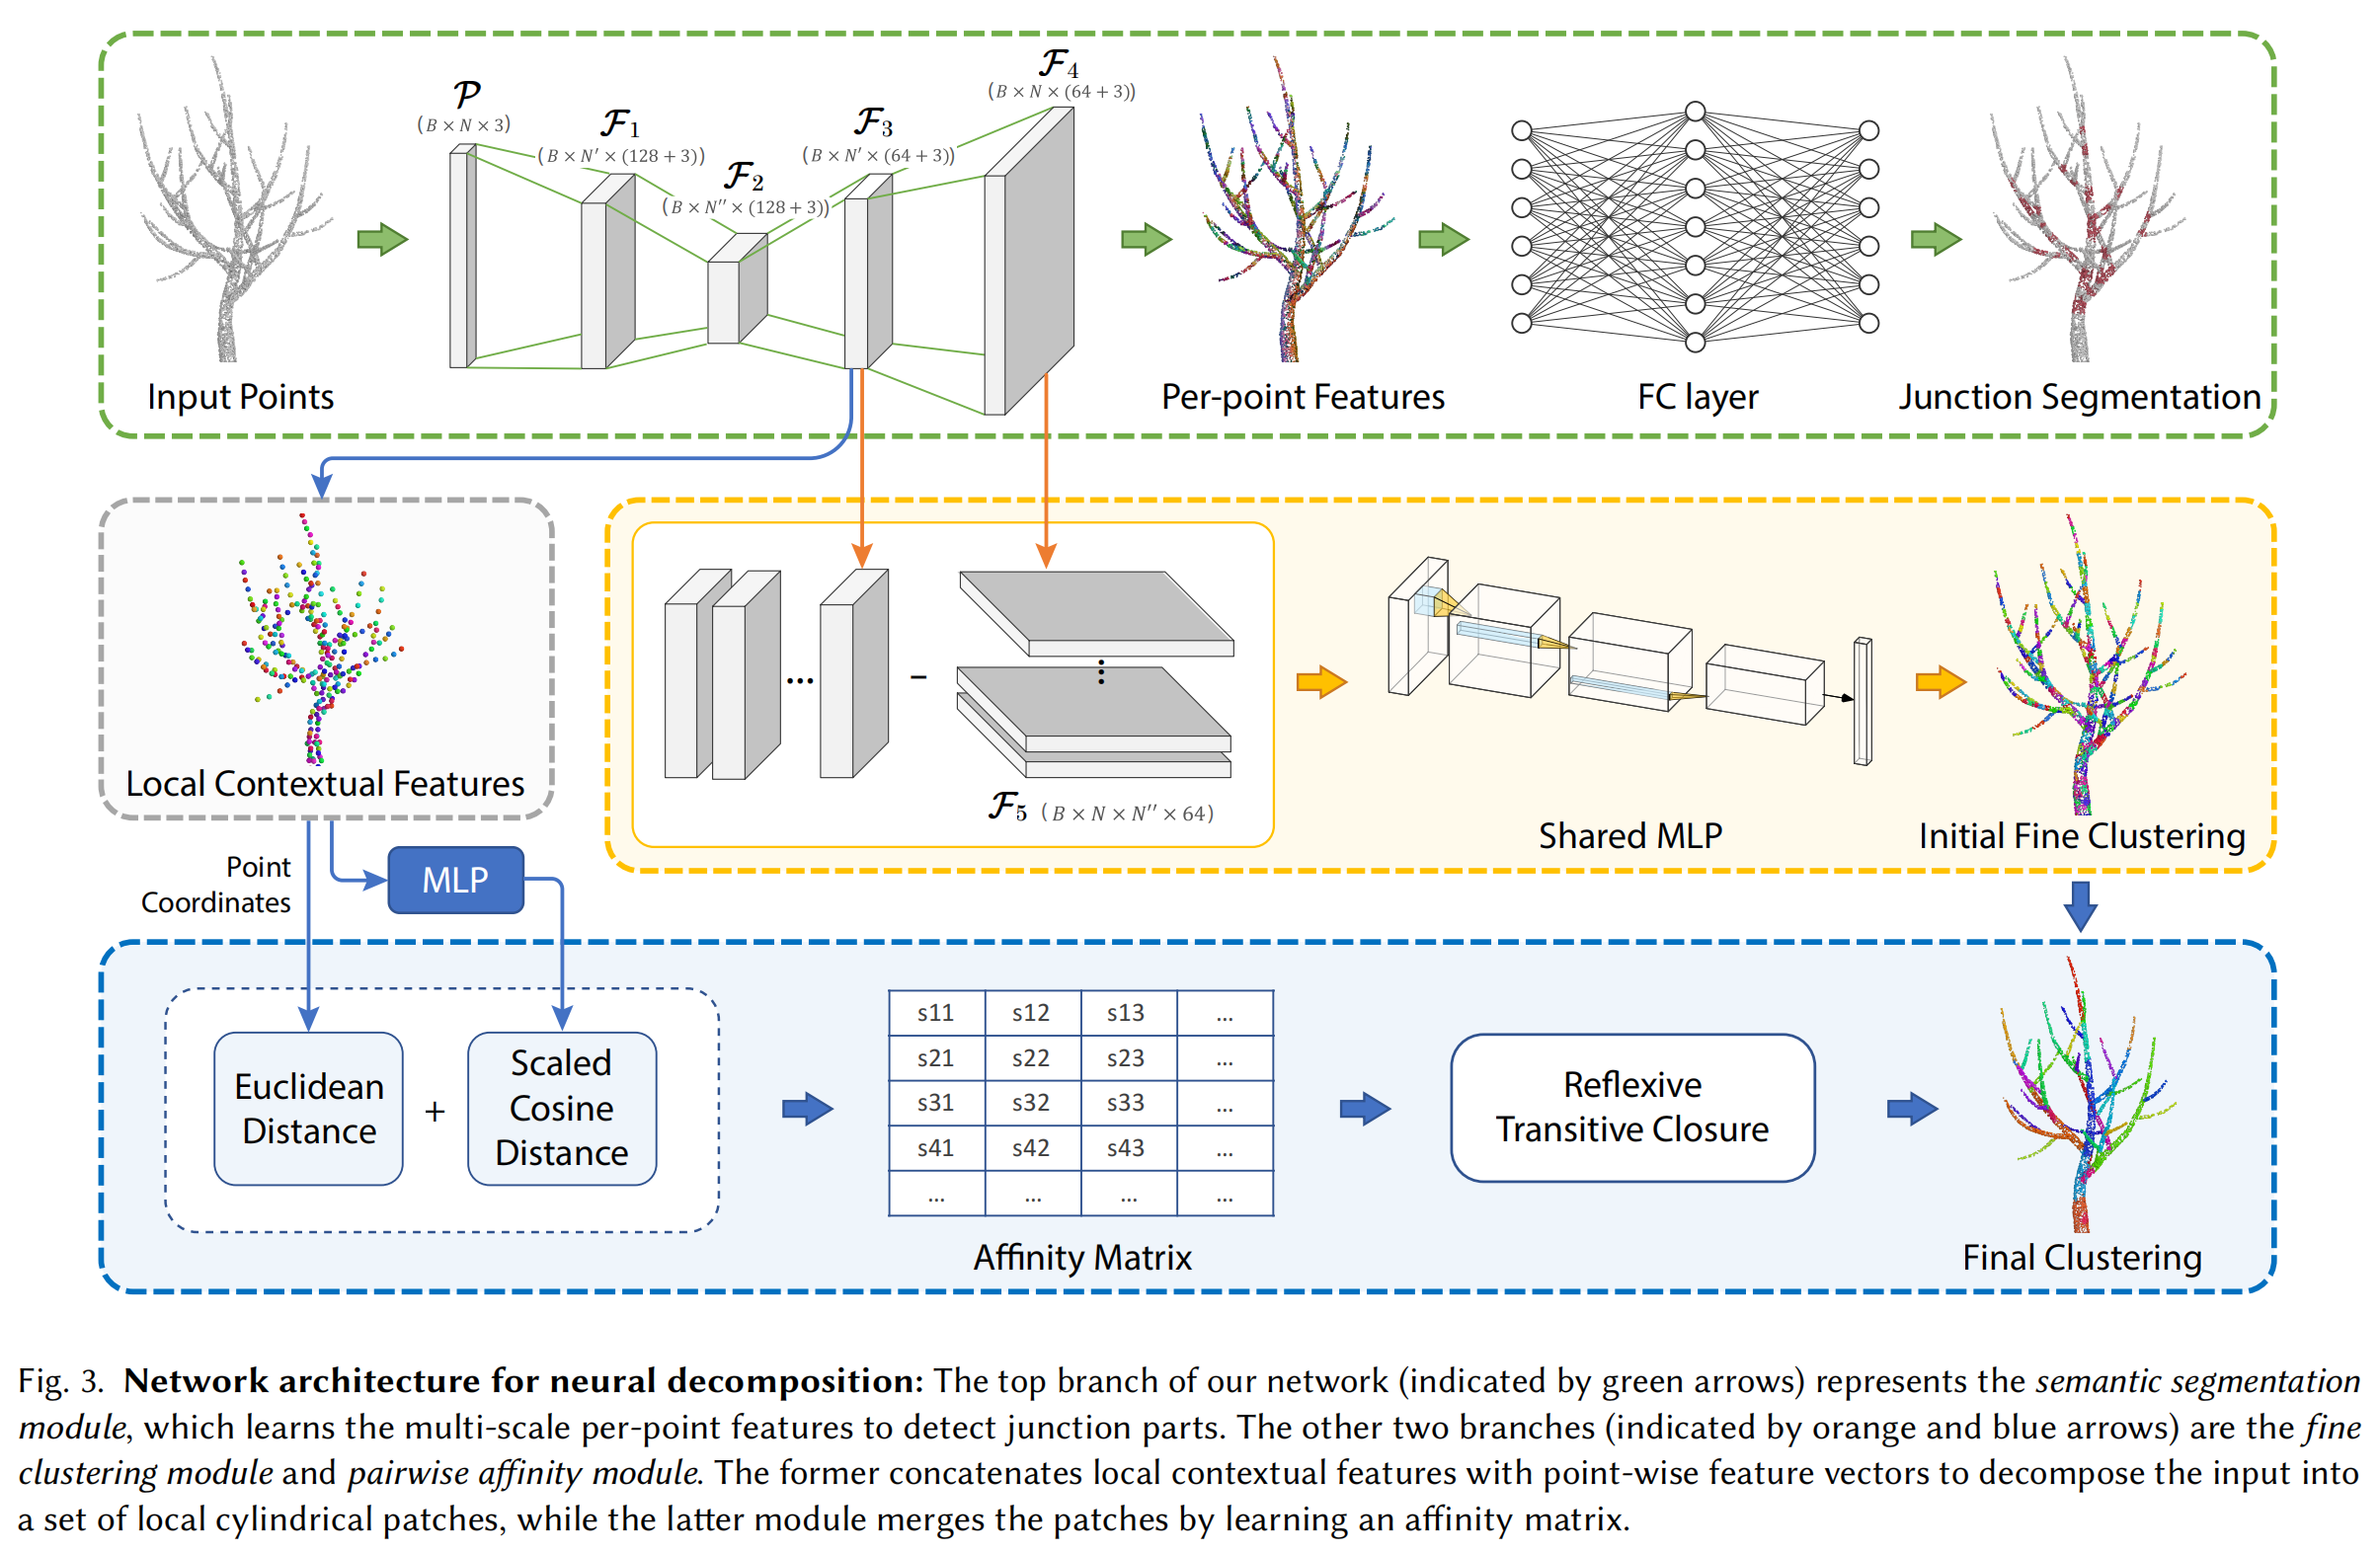 𝓟
(B × N × 3)
𝓕1
(B × N′ × (128 + 3))
𝓕2
(B × N′′ × (128 + 3))
𝓕3
(B × N′ × (64 + 3))
𝓕4
(B × N × (64 + 3))
Input Points
Per-point Features
FC layer
Junction Segmentation
Local Contextual Features
...
–
⋮
𝓕5 (B × N × N′′ × 64)
Shared MLP
Initial Fine Clustering
Point
Coordinates
MLP
Euclidean
Distance
+
Scaled
Cosine
Distance
s11 s12 s13 ...
s21 s22 s23 ...
s31 s32 s33 ...
s41 s42 s43 ...
... ... ... ...
Affinity Matrix
Reflexive
Transitive Closure
Final Clustering
Fig. 3. Network architecture for neural decomposition: The top branch of our network (indicated by green arrows) represents the semantic segmentation
module, which learns the multi-scale per-point features to detect junction parts. The other two branches (indicated by orange and blue arrows) are the fine
clustering module and pairwise affinity module. The former concatenates local contextual features with point-wise feature vectors to decompose the input into
a set of local cylindrical patches, while the latter module merges the patches by learning an affinity matrix.